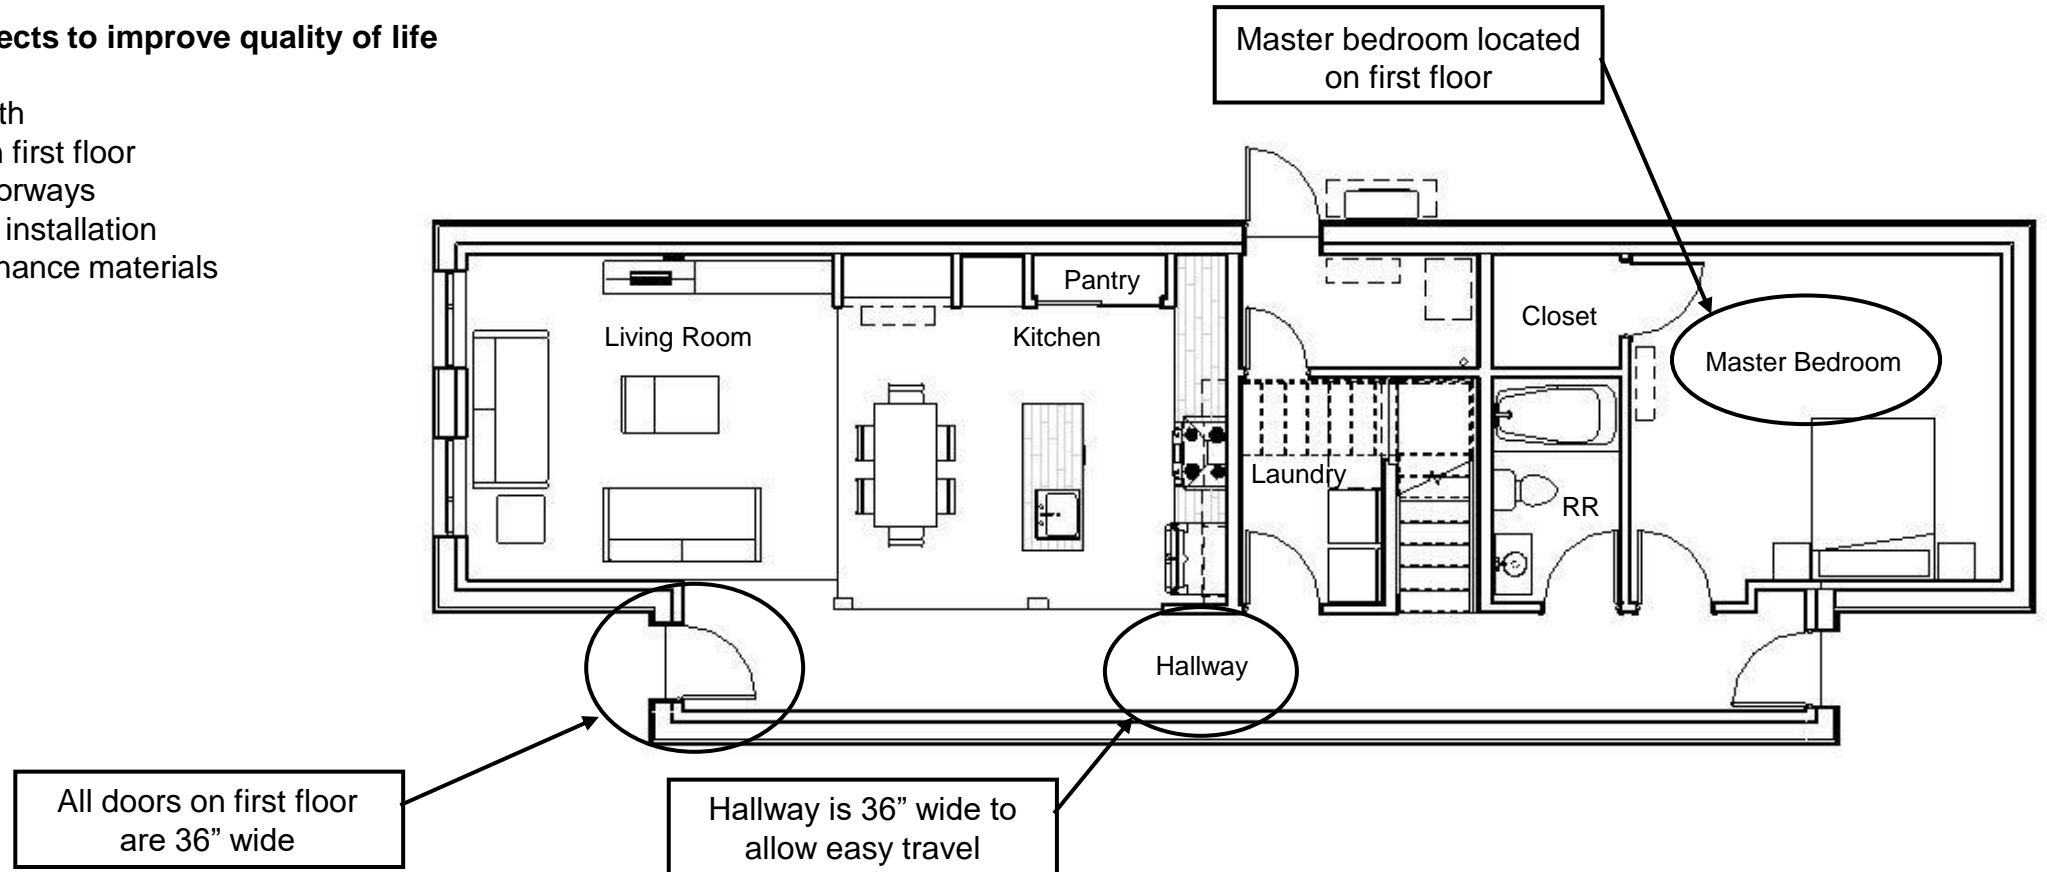 ects to improve quality of life
th
first floor
orways
installation
nance materials
Master bedroom located
on first floor
Pantry
Living Room
Kitchen
Closet
Master Bedroom
Laundry
RR
Hallway
All doors on first floor
are 36” wide
Hallway is 36” wide to
allow easy travel